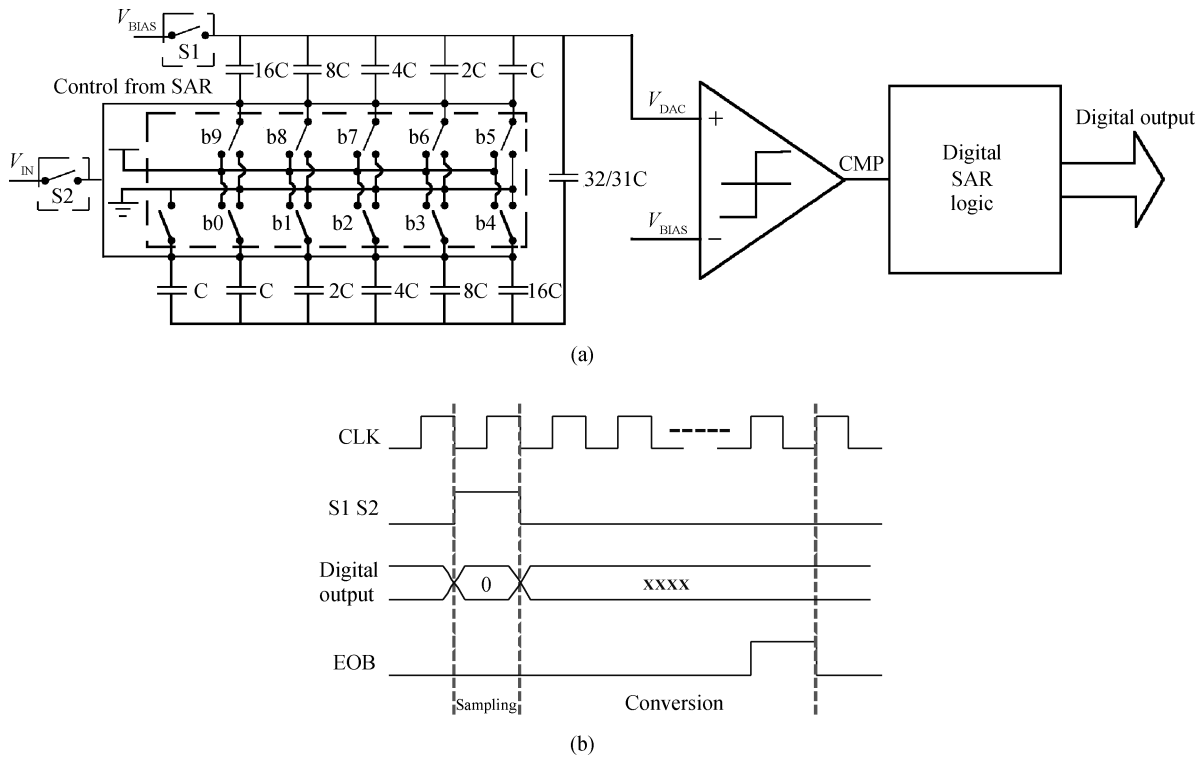 VBIAS
S1
16C 8C 4C 2C C
Control from SAR
b9 b8 b7 b6 b5
VDAC
+
Digital output
VIN
S2
32/31C
CMP
Digital
SAR
logic
b0 b1 b2 b3 b4
VBIAS
−
C C 2C 4C 8C 16C
(a)
CLK
S1 S2
Digital
output
0
xxxx
EOB
Sampling
Conversion
(b)